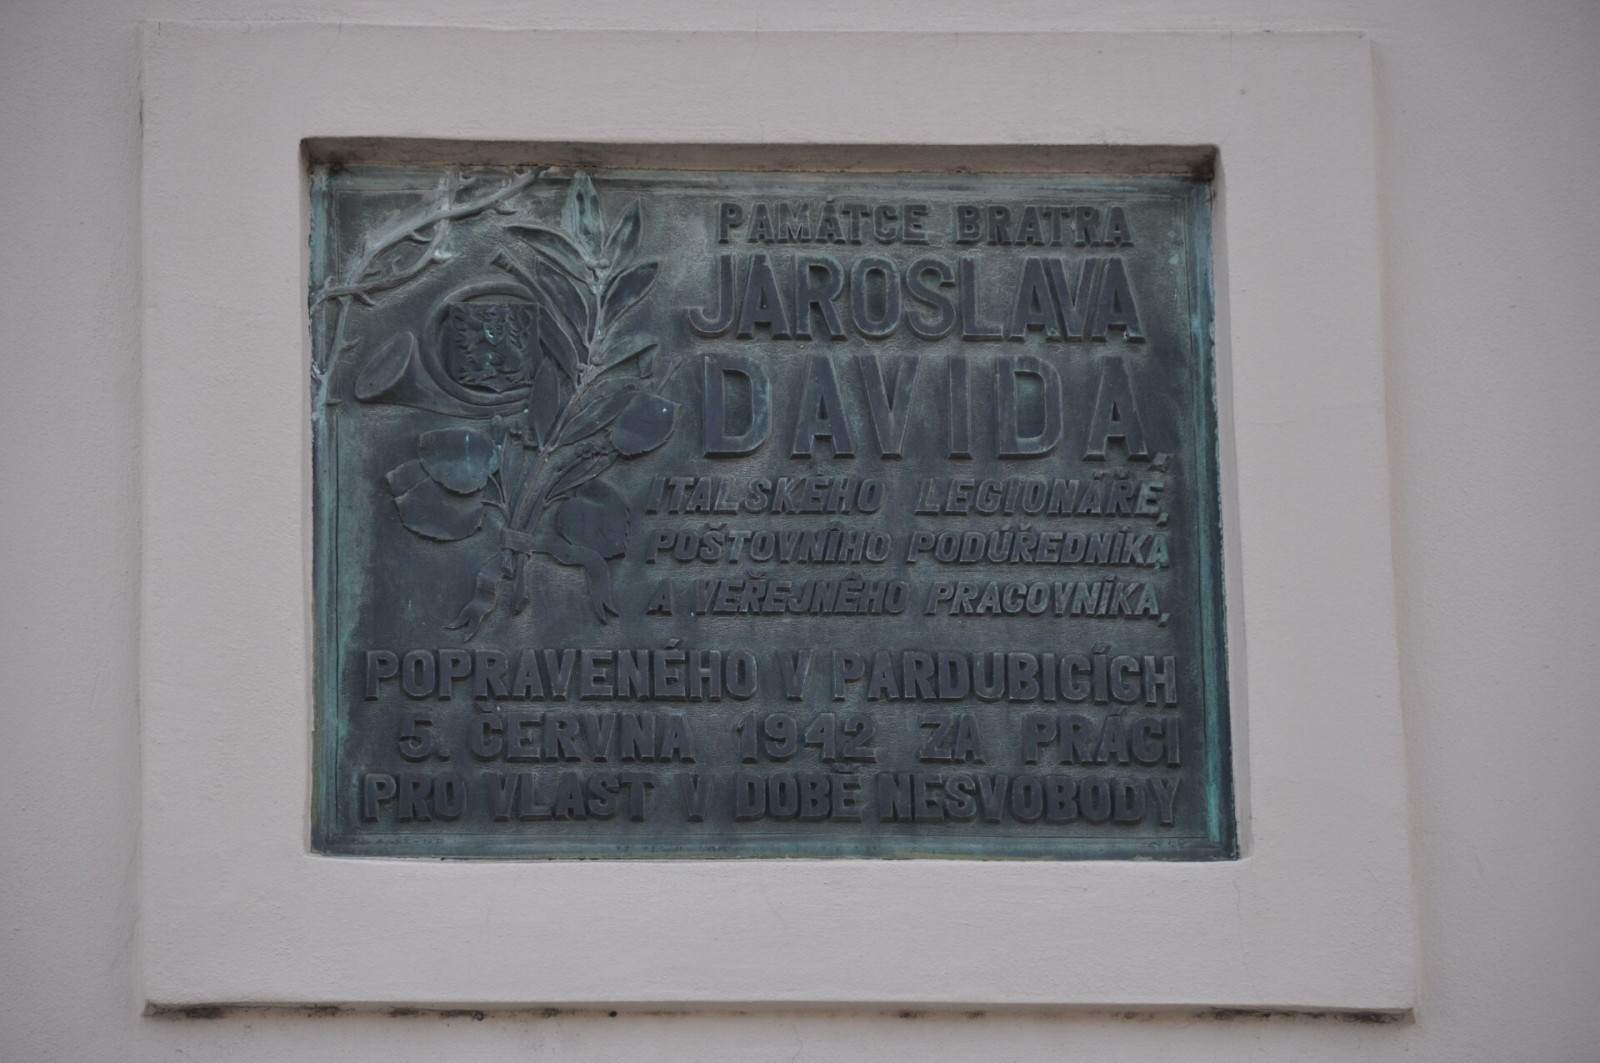 PAMÁTCE BRATRA
JAROSLAVA
DAVIDA,
ITALSKÉHO LEGIONÁŘE,
POŠTOVNÍHO PODÚŘEDNÍKA
A VEŘEJNÉHO PRACOVNÍKA,
POPRAVENÉHO V PARDUBICÍCH
5. ČERVNA 1942 ZA PRÁCI
PRO VLAST V DOBĚ NESVOBODY